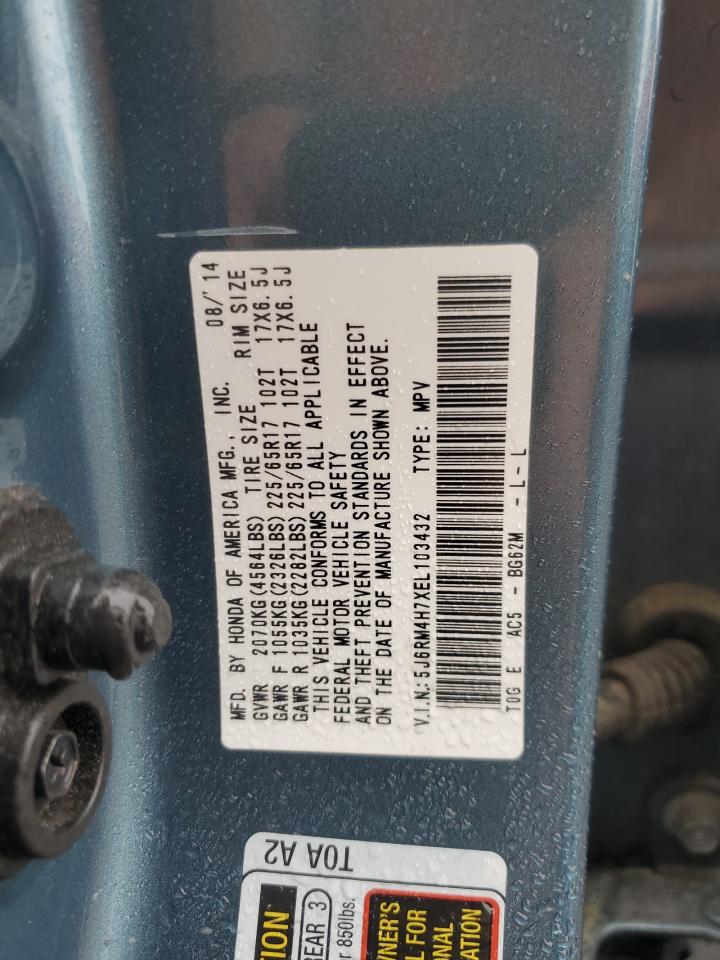 MFD. BY HONDA OF AMERICA MFG., INC. 08/'14
GVWR 2070KG(4564LBS) TIRE SIZE RIM SIZE
GAWR F 1055KG(2326LBS) 225/65R17 102T 17X6.5J
GAWR R 1035KG(2282LBS) 225/65R17 102T 17X6.5J
THIS VEHICLE CONFORMS TO ALL APPLICABLE
FEDERAL MOTOR VEHICLE SAFETY
AND THEFT PREVENTION STANDARDS IN EFFECT
ON THE DATE OF MANUFACTURE SHOWN ABOVE.
V.I.N.: 5J6RM4H7XEL103432 TYPE: MPV
T0G E AC5 - BG62M - L - L
T0A A2
850lbs.